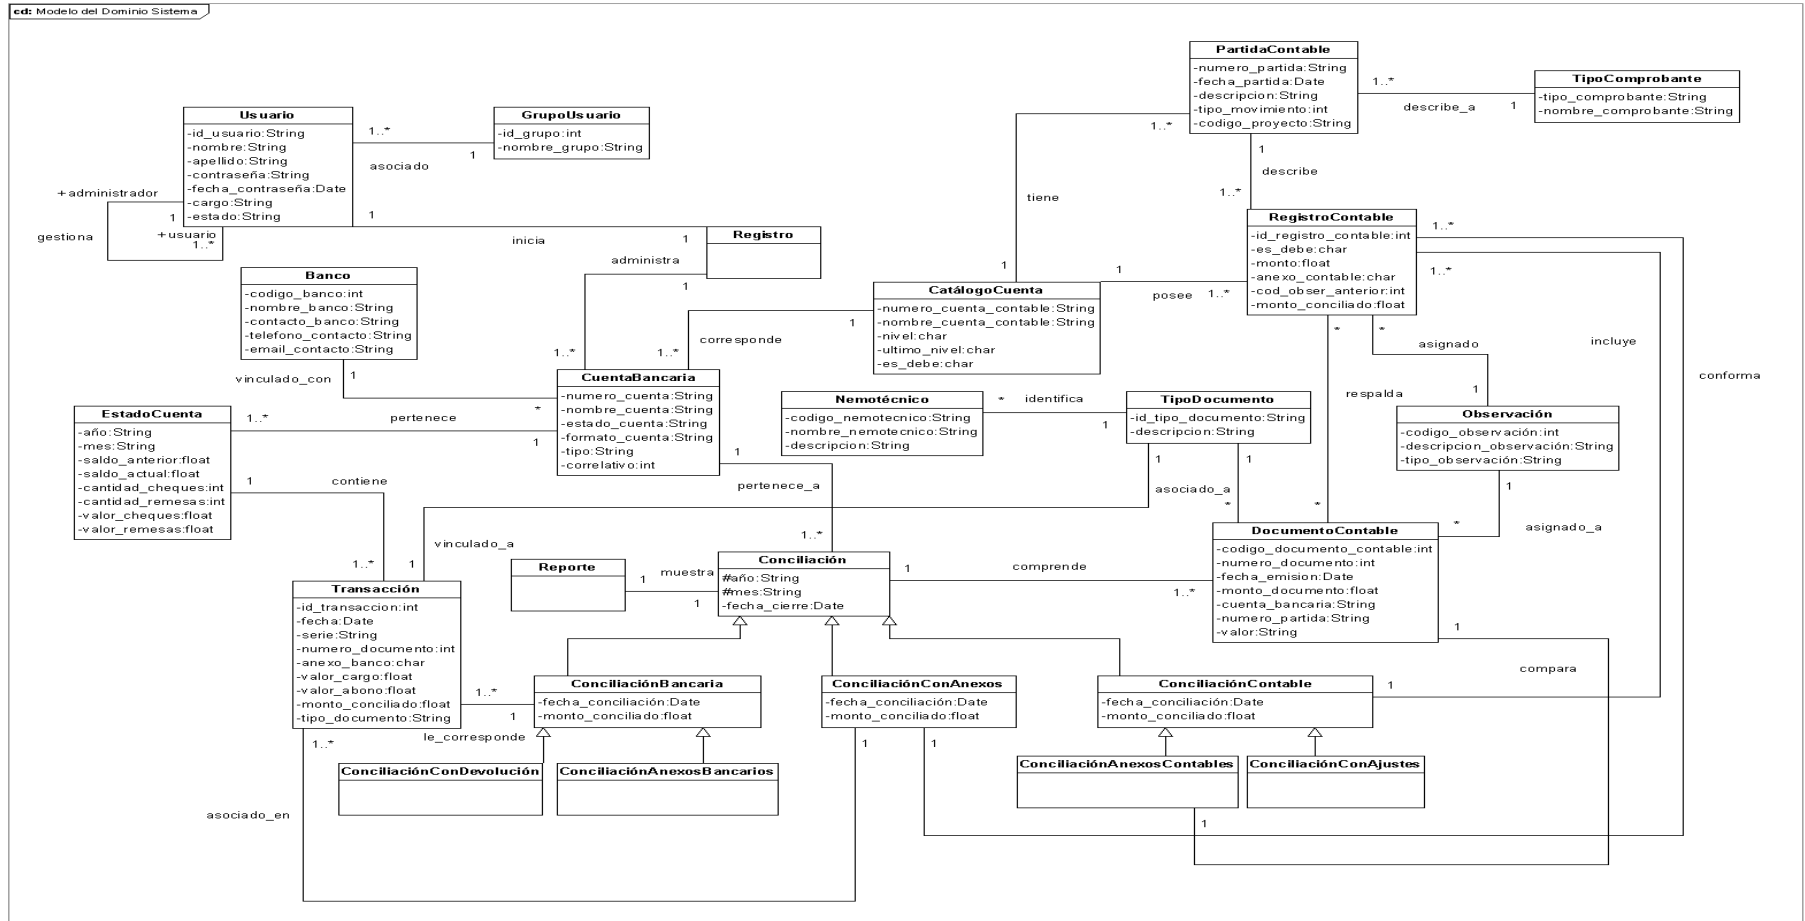 cd: Modelo del Dominio Sistema
PartidaContable
-numero_partida:String
-fecha_partida:Date
-descripcion:String
-tipo_movimiento:int
-codigo_proyecto:String
1..*
describe_a
1
TipoComprobante
-tipo_comprobante:String
-nombre_comprobante:String
Usuario
-id_usuario:String
-nombre:String
-apellido:String
-contraseña:String
-fecha_contraseña:Date
-cargo:String
-estado:String
1..*
asociado
1
GrupoUsuario
-id_grupo:int
-nombre_grupo:String
+administrador
1
gestiona
+usuario
1..*
1
inicia
1
Registro
administra
1
1..*
1..*
tiene
1
1
describe
1..*
RegistroContable
-id_registro_contable:int
-es_debe:char
-monto:float
-anexo_contable:char
-cod_obser_anterior:int
-monto_conciliado:float
1..*
1..*
Banco
-codigo_banco:int
-nombre_banco:String
-contacto_banco:String
-telefono_contacto:String
-email_contacto:String
vinculado_con
1
*
CatálogoCuenta
-numero_cuenta_contable:String
-nombre_cuenta_contable:String
-nivel:char
-ultimo_nivel:char
-es_debe:char
1
posee
1..*
1
corresponde
1..*
*
*
asignado
1
respalda
*
incluye
conforma
CuentaBancaria
-numero_cuenta:String
-nombre_cuenta:String
-estado_cuenta:String
-formato_cuenta:String
-tipo:String
-correlativo:int
EstadoCuenta
-año:String
-mes:String
-saldo_anterior:float
-saldo_actual:float
-cantidad_cheques:int
-cantidad_remesas:int
-valor_cheques:float
-valor_remesas:float
1..*
pertenece
1
Nemotécnico
-codigo_nemotecnico:String
-nombre_nemotecnico:String
-descripcion:String
*
identifica
1
TipoDocumento
-id_tipo_documento:String
-descripcion:String
Observación
-codigo_observación:int
-descripcion_observación:String
-tipo_observación:String
1
contiene
1..*
1
pertenece_a
1..*
1
1
asociado_a
*
1
asignado_a
*
vinculado_a
1
DocumentoContable
-codigo_documento_contable:int
-numero_documento:int
-fecha_emision:Date
-monto_documento:float
-cuenta_bancaria:String
-numero_partida:String
-valor:String
Conciliación
#año:String
#mes:String
-fecha_cierre:Date
Reporte
1
muestra
1
1
comprende
1..*
1
compara
Transacción
-id_transaccion:int
-fecha:Date
-serie:String
-numero_documento:int
-anexo_banco:char
-valor_cargo:float
-valor_abono:float
-monto_conciliado:float
-tipo_documento:String
1..*
1
le_corresponde
ConciliaciónBancaria
-fecha_conciliación:Date
-monto_conciliado:float
ConciliaciónConAnexos
-fecha_conciliación:Date
-monto_conciliado:float
ConciliaciónContable
-fecha_conciliación:Date
-monto_conciliado:float
1
1..*
1
1
ConciliaciónConDevolución
ConciliaciónAnexosBancarios
ConciliaciónAnexosContables
ConciliaciónConAjustes
asociado_en
1